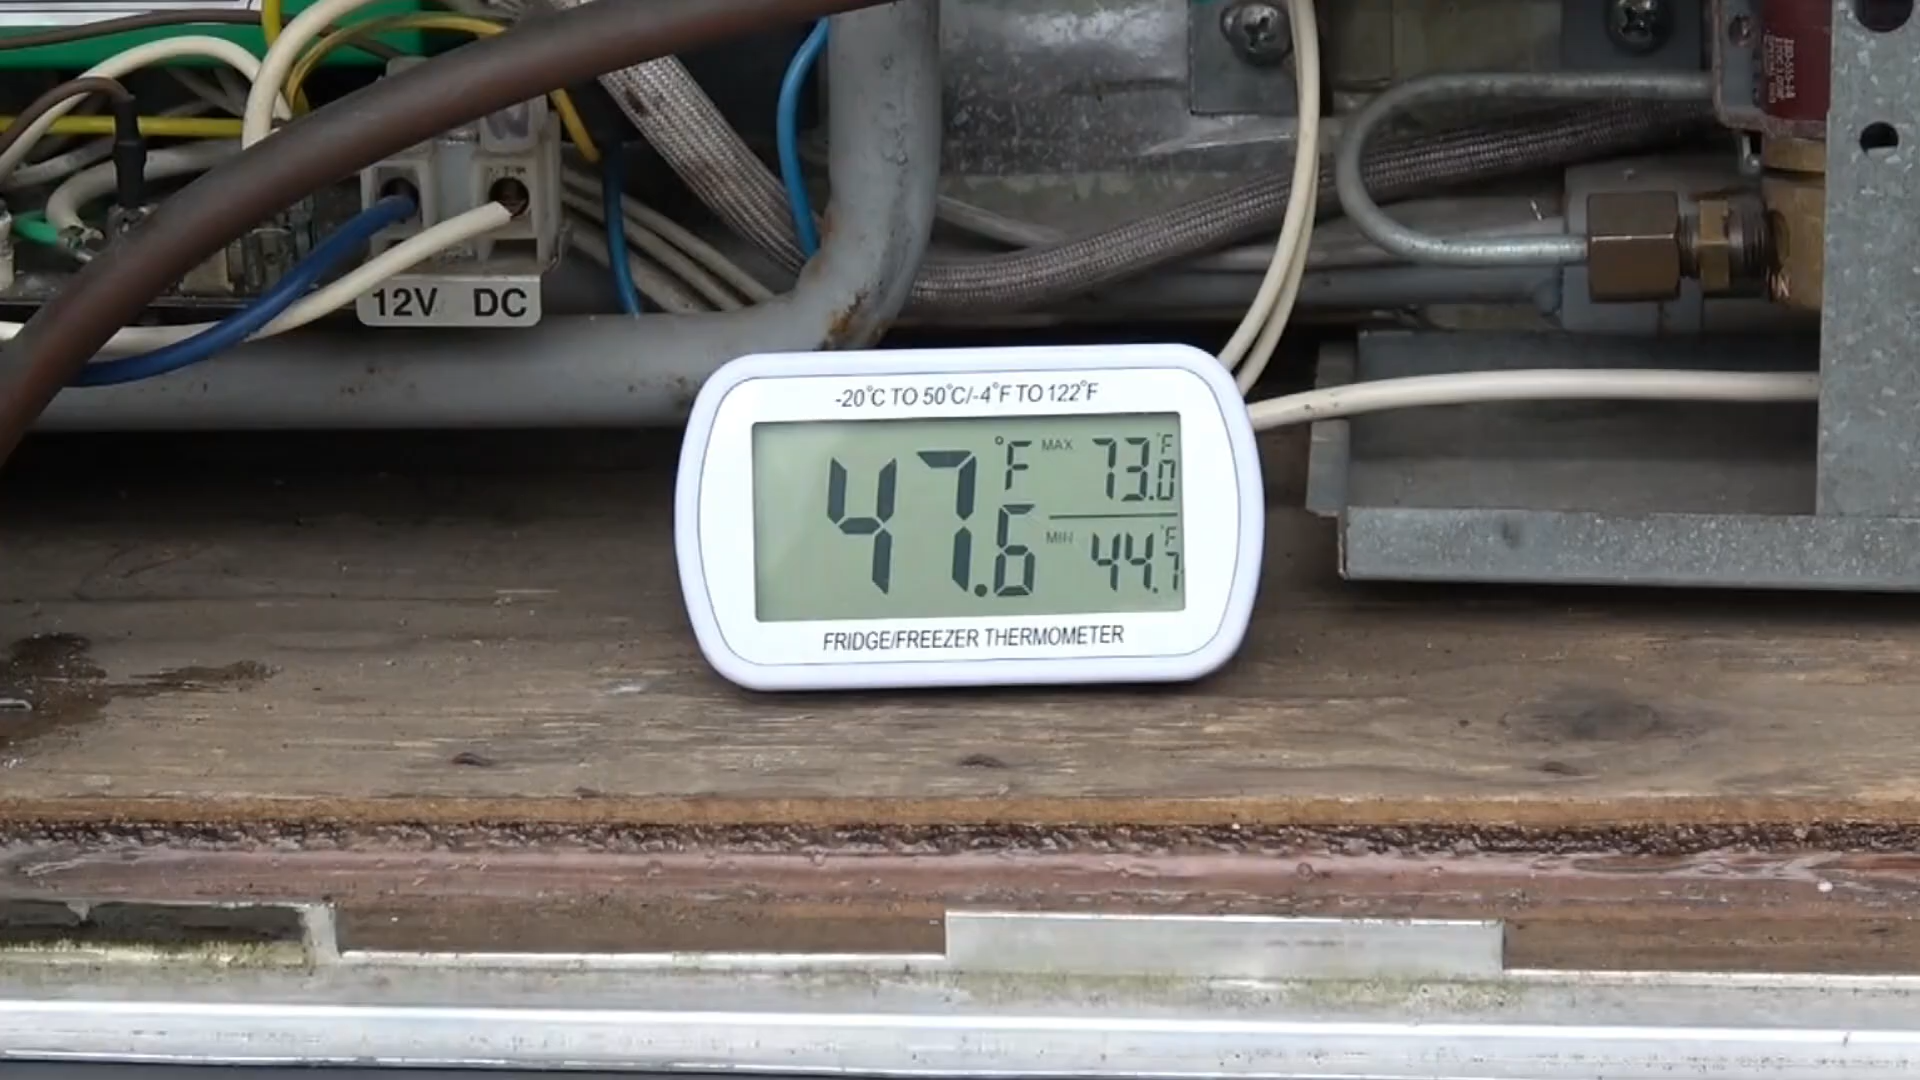 12V DC
-20°C TO 50°C/-4°F TO 122°F
47.6 °F
MAX 73.0 °F
MIN 44.7 °F
FRIDGE/FREEZER THERMOMETER